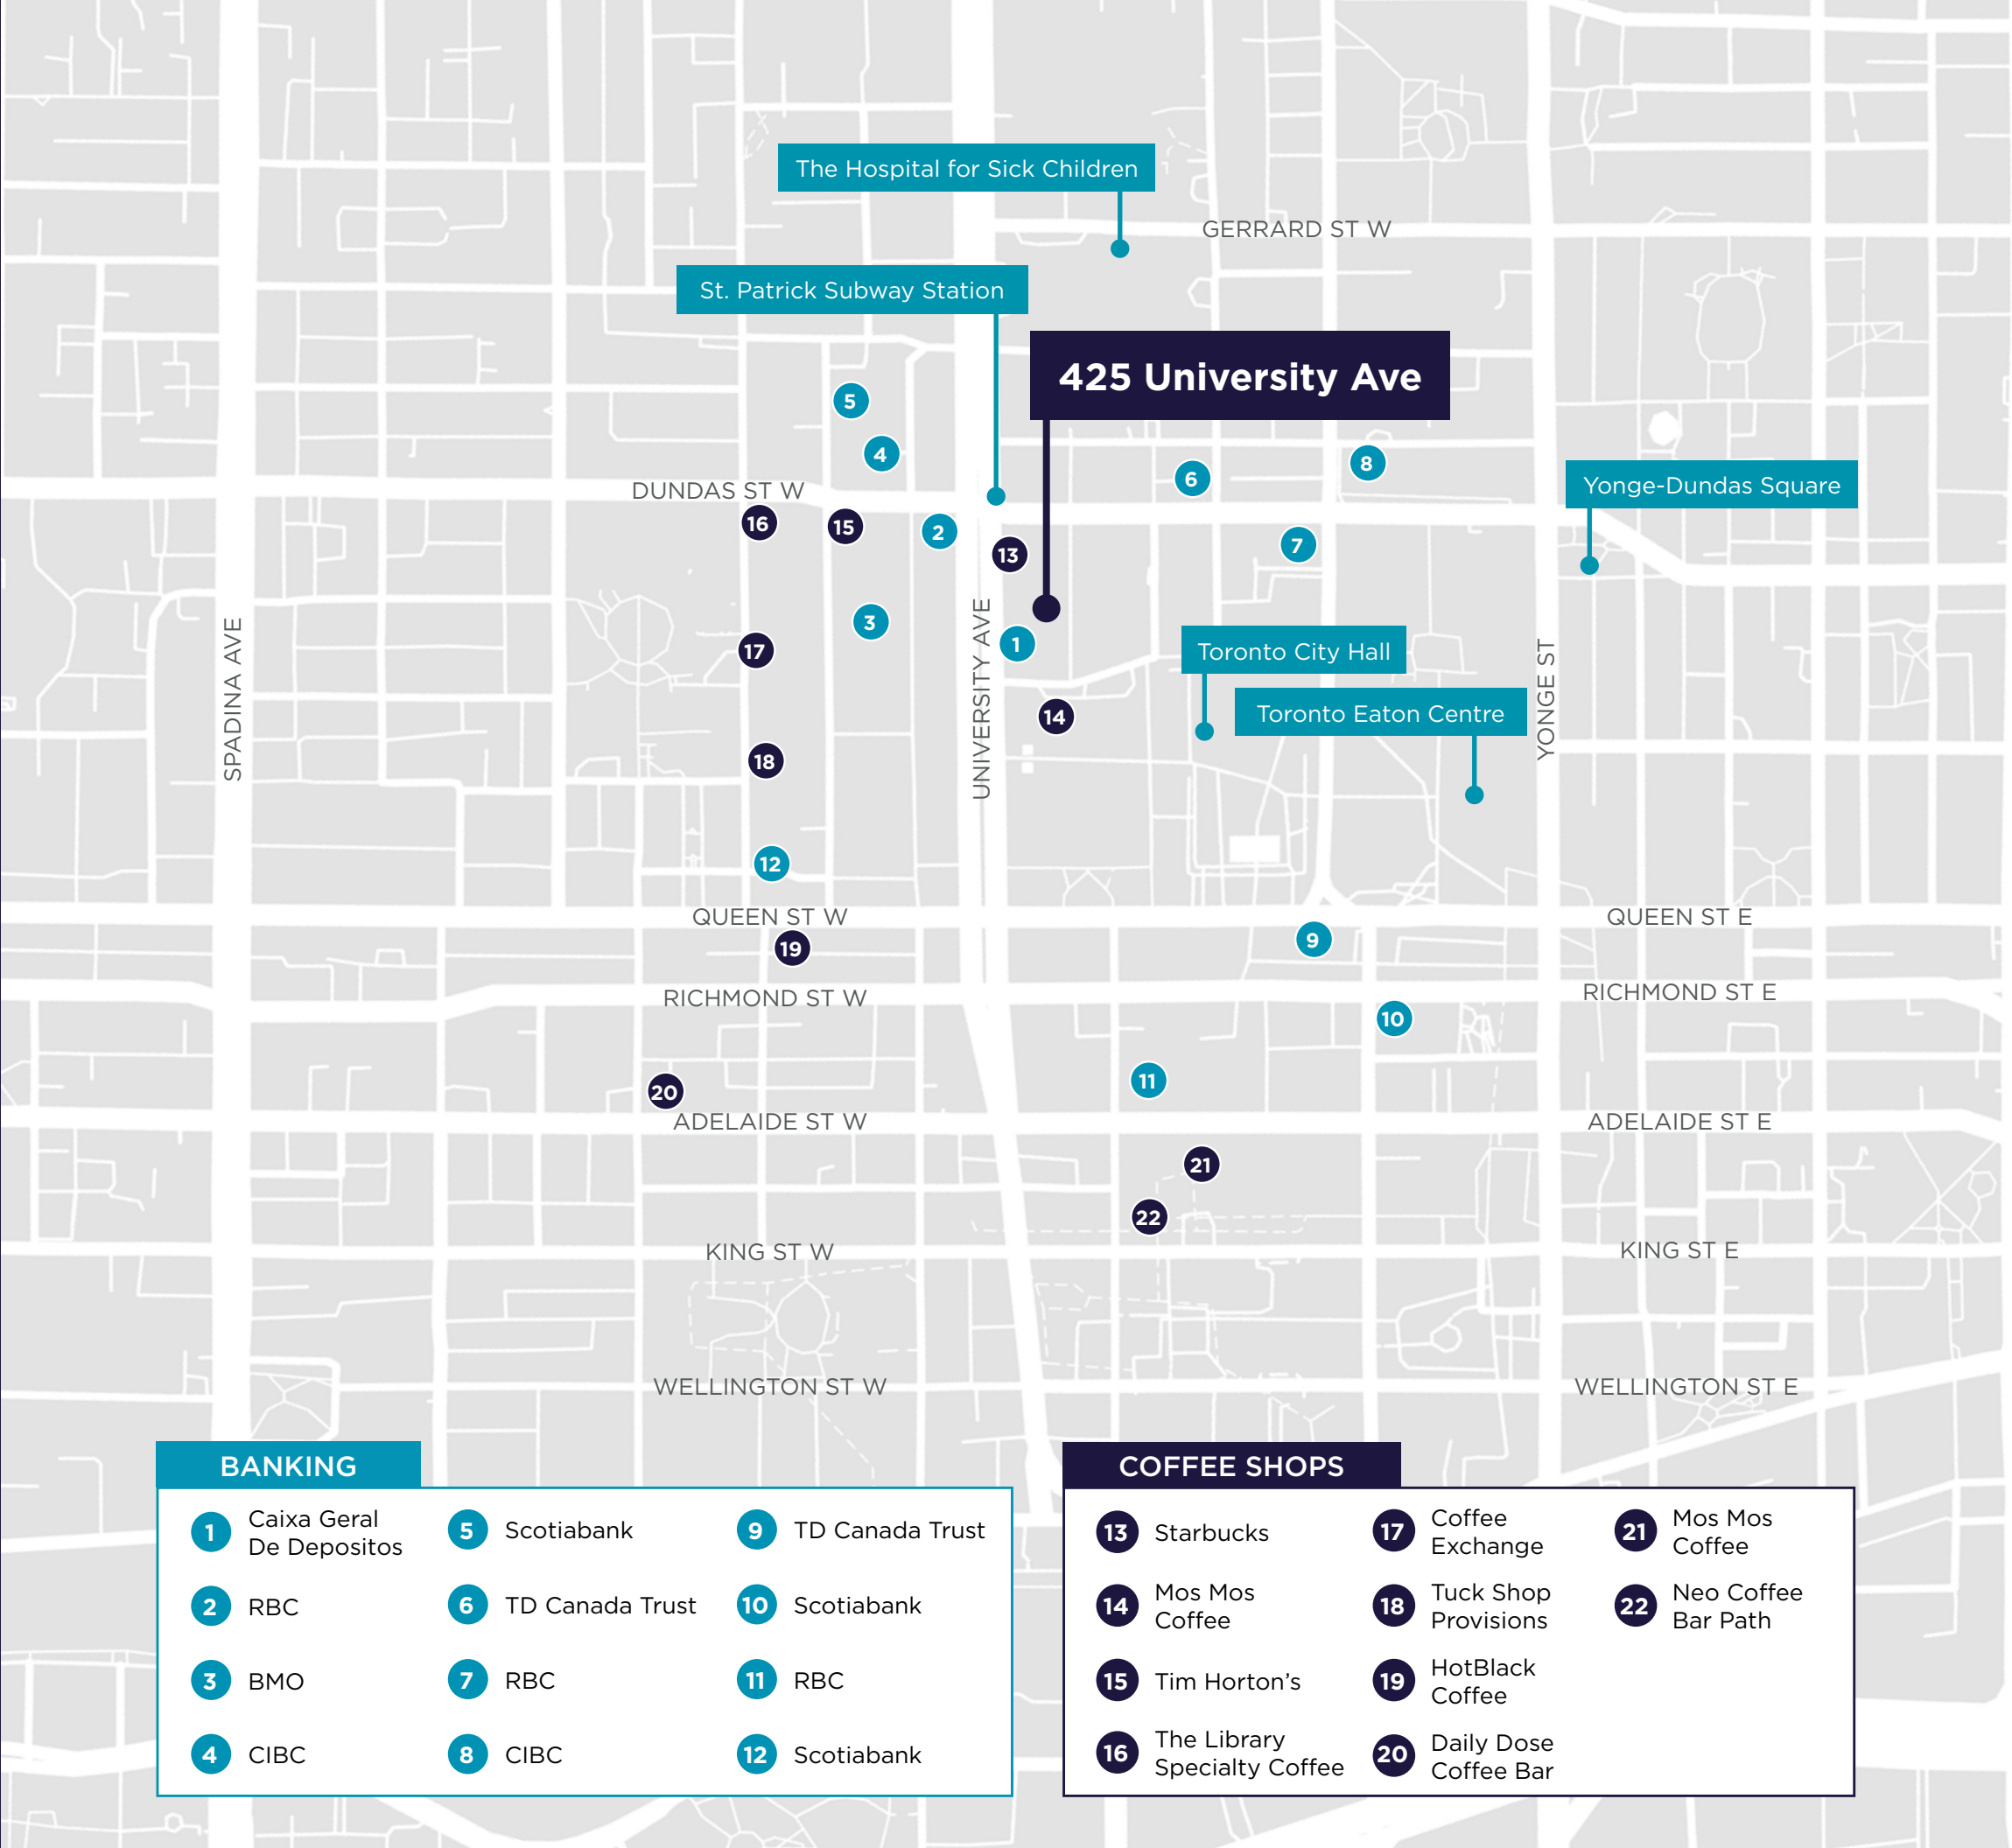 The Hospital for Sick Children
GERRARD ST W
St. Patrick Subway Station
425 University Ave
5
4
8
6
Yonge-Dundas Square
DUNDAS ST W
16
15
2
7
13
3
1
Toronto City Hall
17
SPADINA AVE
UNIVERSITY AVE
YONGE ST
14
Toronto Eaton Centre
18
12
QUEEN ST W
QUEEN ST E
19
9
RICHMOND ST W
RICHMOND ST E
10
11
20
ADELAIDE ST W
ADELAIDE ST E
21
22
KING ST W
KING ST E
WELLINGTON ST W
WELLINGTON ST E
BANKING
1 Caixa Geral
De Depositos
2 RBC
3 BMO
4 CIBC
5 Scotiabank
6 TD Canada Trust
7 RBC
8 CIBC
9 TD Canada Trust
10 Scotiabank
11 RBC
12 Scotiabank
COFFEE SHOPS
13 Starbucks
14 Mos Mos
Coffee
15 Tim Horton’s
16 The Library
Specialty Coffee
17 Coffee
Exchange
18 Tuck Shop
Provisions
19 HotBlack
Coffee
20 Daily Dose
Coffee Bar
21 Mos Mos
Coffee
22 Neo Coffee
Bar Path